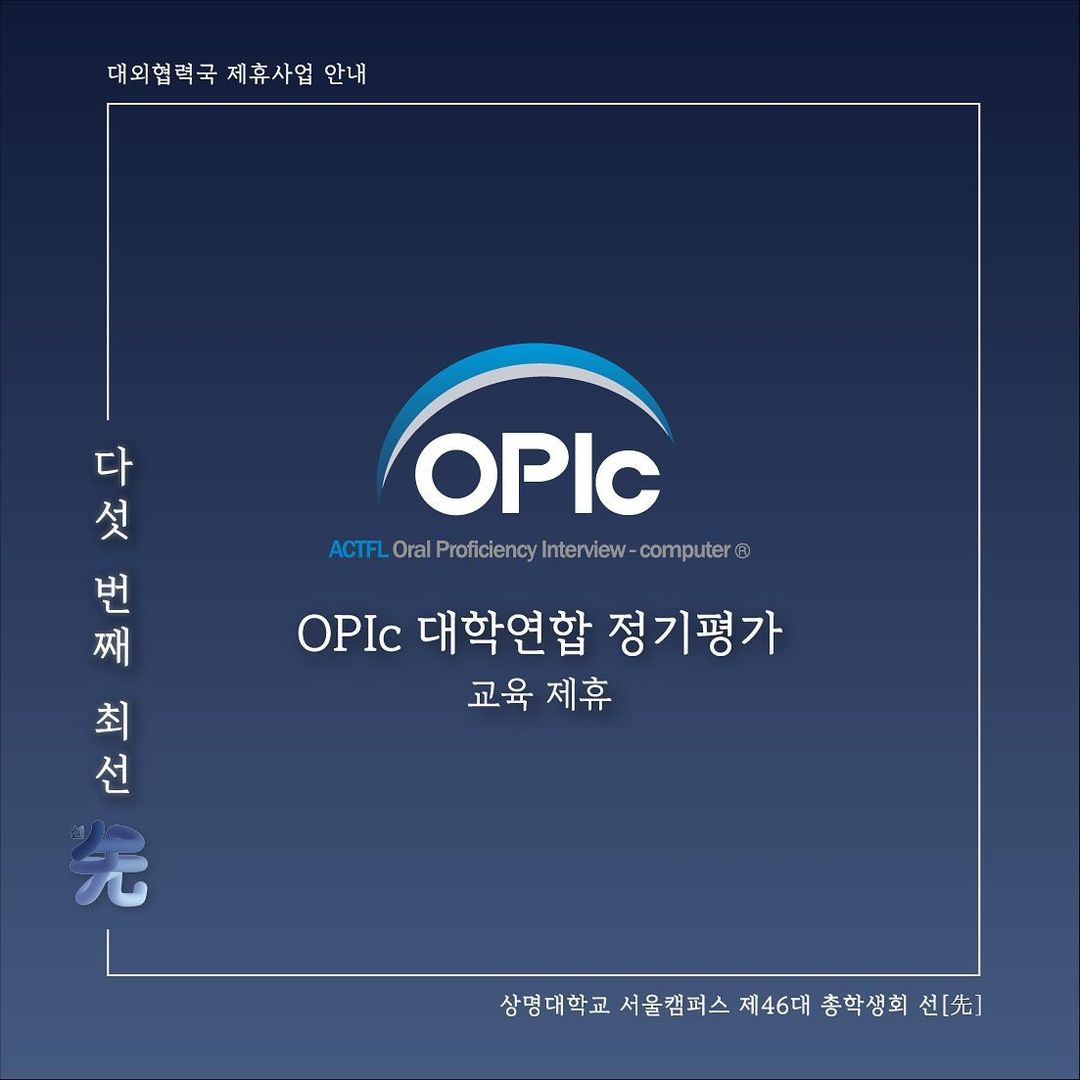 대외협력국 제휴사업 안내
OPIc
ACTFL Oral Proficiency Interview - computer ®
OPIc 대학연합 정기평가
교육 제휴
다섯 번째 최선
선
先
상명대학교 서울캠퍼스 제46대 총학생회 선[先]